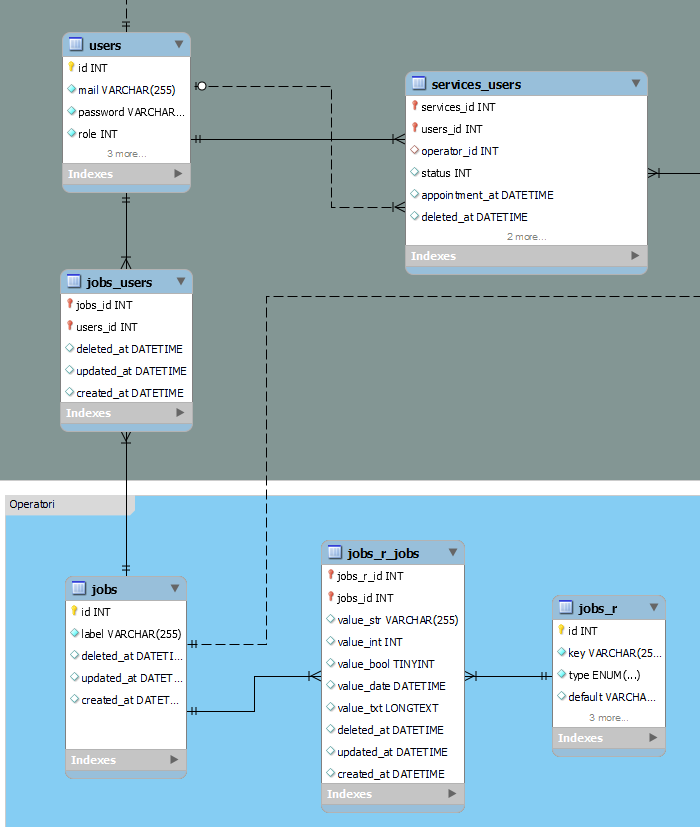 users
id INT
mail VARCHAR(255)
password VARCHAR...
role INT
3 more...
Indexes
services_users
services_id INT
users_id INT
operator_id INT
status INT
appointment_at DATETIME
deleted_at DATETIME
2 more...
Indexes
jobs_users
jobs_id INT
users_id INT
deleted_at DATETIME
updated_at DATETIME
created_at DATETIME
Indexes
Operatori
jobs
id INT
label VARCHAR(255)
deleted_at DATETI...
updated_at DATET...
created_at DATET...
Indexes
jobs_r_jobs
jobs_r_id INT
jobs_id INT
value_str VARCHAR(255)
value_int INT
value_bool TINYINT
value_date DATETIME
value_txt LONGTEXT
deleted_at DATETIME
updated_at DATETIME
created_at DATETIME
Indexes
jobs_r
id INT
key VARCHAR(25...
type ENUM(...)
default VARCHA...
3 more...
Indexes